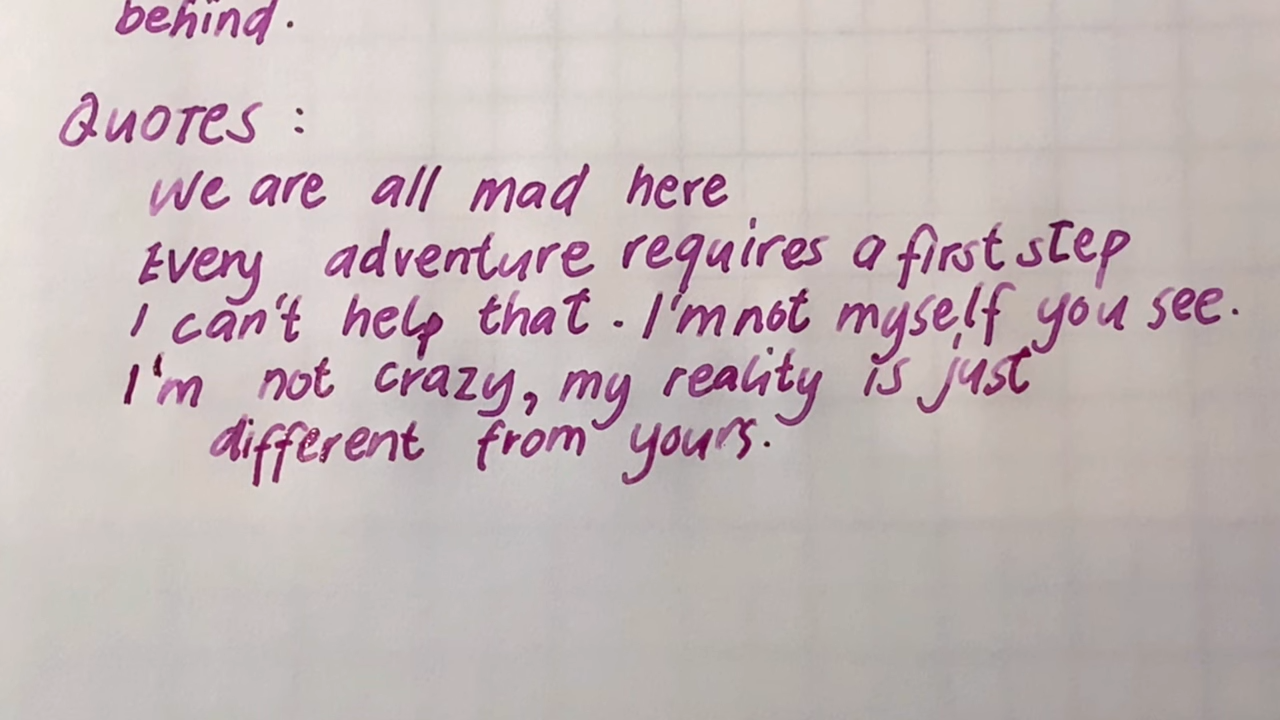 behind.
Quotes :
We are all mad here
Every adventure requires a first step
I can't help that. I'm not myself you see.
I'm not crazy, my reality is just
different from yours.